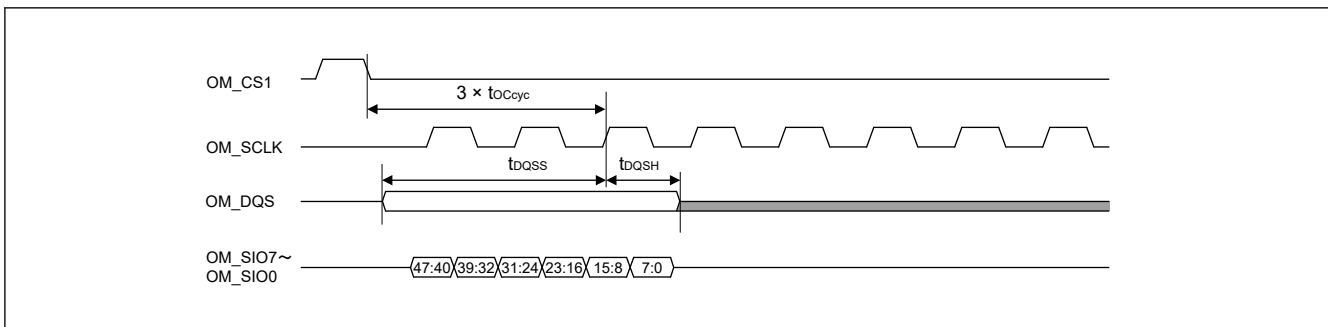 OM_CS1
3 × tOCcyc
OM_SCLK
tDQSS
tDQSH
OM_DQS
OM_SIO7～
OM_SIO0
47:40 39:32 31:24 23:16 15:8 7:0